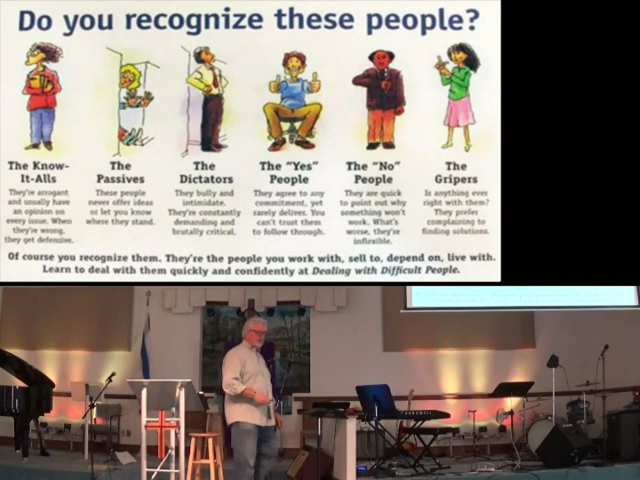 Do you recognize these people?
The Know-
It-Alls
They're arrogant
and usually have
an opinion on
every issue. When
they're wrong,
they get defensive.
The
Passives
These people
never offer ideas
or let you know
where they stand.
The
Dictators
They bully and
intimidate.
They're constantly
demanding and
brutally critical.
The "Yes"
People
They agree to any
commitment, yet
rarely delivers. You
can't trust them
to follow through.
The "No"
People
They are quick
to point out why
something won't
work. What's
worse, they're
inflexible.
The
Gripers
Is anything ever
right with them?
They prefer
complaining to
finding solutions.
Of course you recognize them. They're the people you work with, sell to, depend on, live with.
Learn to deal with them quickly and confidently at Dealing with Difficult People.